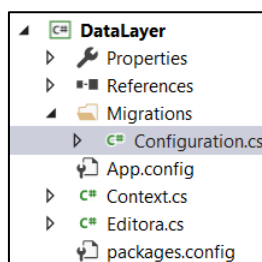 C# DataLayer
Properties
References
Migrations
C# Configuration.cs
App.config
C# Context.cs
C# Editora.cs
packages.config